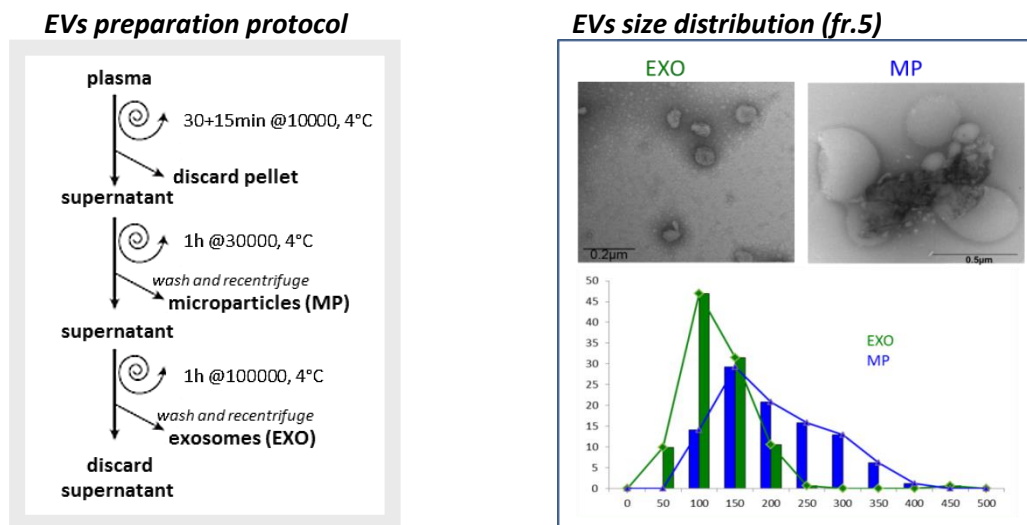 EVs preparation protocol
plasma
30+15min @10000, 4°C
discard pellet
supernatant
1h @30000, 4°C
wash and recentrifuge
microparticles (MP)
supernatant
1h @100000, 4°C
wash and recentrifuge
exosomes (EXO)
discard
supernatant
EVs size distribution (fr.5)
EXO
MP
0.2µm
0.5µm
50
45
40
35
30
25
20
15
10
5
0
EXO
MP
0 50 100 150 200 250 300 350 400 450 500